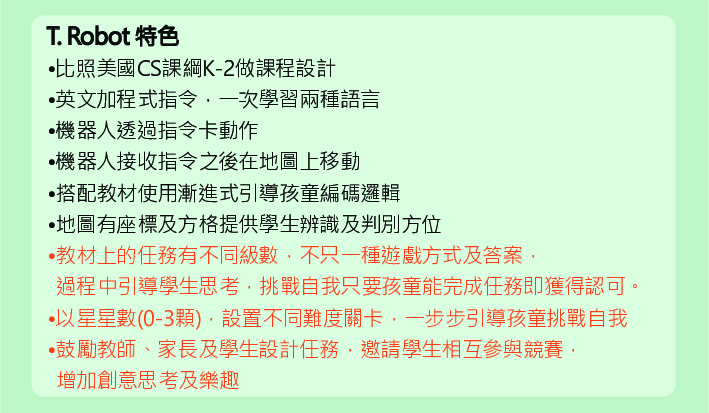 T. Robot 特色
•比照美國CS課綱K-2做課程設計
•英文加程式指令，一次學習兩種語言
•機器人透過指令卡動作
•機器人接收指令之後在地圖上移動
•搭配教材使用漸進式引導孩童編碼邏輯
•地圖有座標及方格提供學生辨識及判別方位
•教材上的任務有不同級數，不只一種遊戲方式及答案，
過程中引導學生思考，挑戰自我只要孩童能完成任務即獲得認可。
•以星星數(0-3顆)，設置不同難度關卡，一步步引導孩童挑戰自我
•鼓勵教師、家長及學生設計任務，邀請學生相互參與競賽，
增加創意思考及樂趣